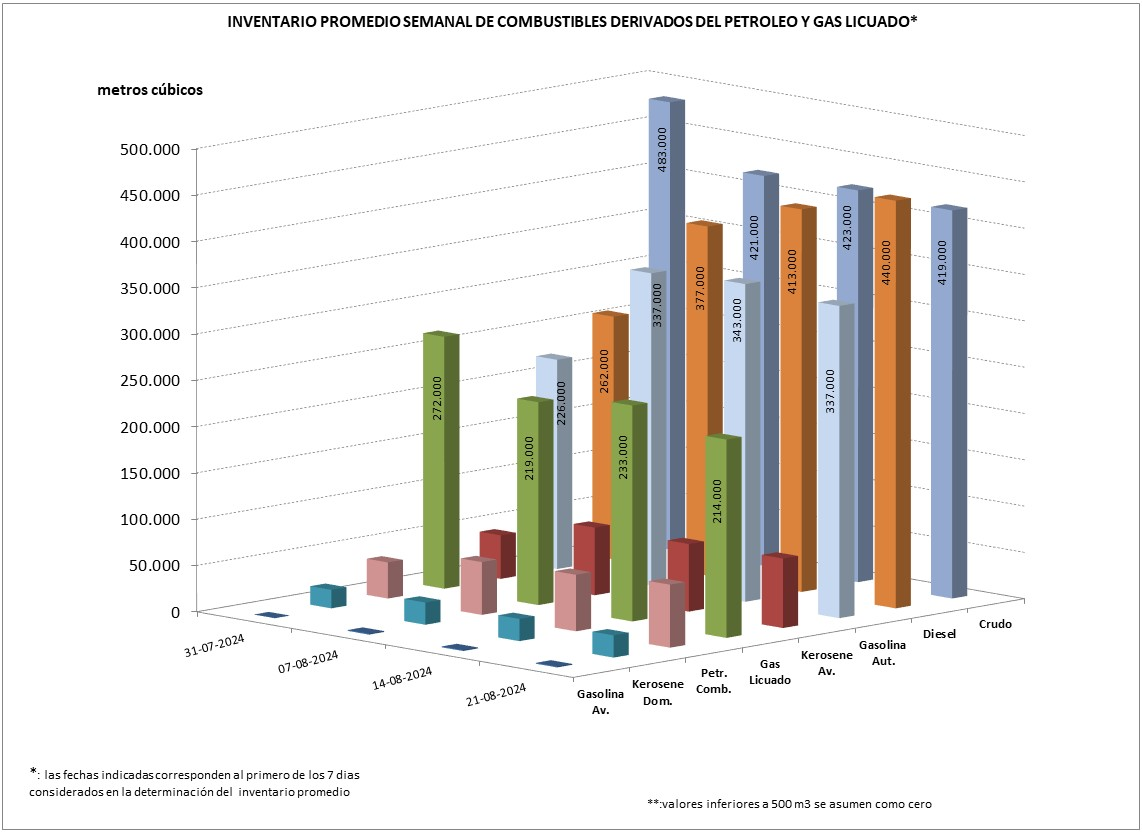 INVENTARIO PROMEDIO SEMANAL DE COMBUSTIBLES DERIVADOS DEL PETROLEO Y GAS LICUADO*
metros cúbicos
500.000
450.000
400.000
350.000
300.000
250.000
200.000
150.000
100.000
50.000
0
483.000
421.000
423.000
419.000
377.000
413.000
440.000
262.000
337.000
343.000
337.000
226.000
272.000
219.000
233.000
214.000
31-07-2024
07-08-2024
14-08-2024
21-08-2024
Gasolina
Av.
Kerosene
Dom.
Petr.
Comb.
Gas
Licuado
Kerosene
Av.
Gasolina
Aut.
Diesel
Crudo
*: las fechas indicadas corresponden al primero de los 7 dias
considerados en la determinación del inventario promedio
**:valores inferiores a 500 m3 se asumen como cero